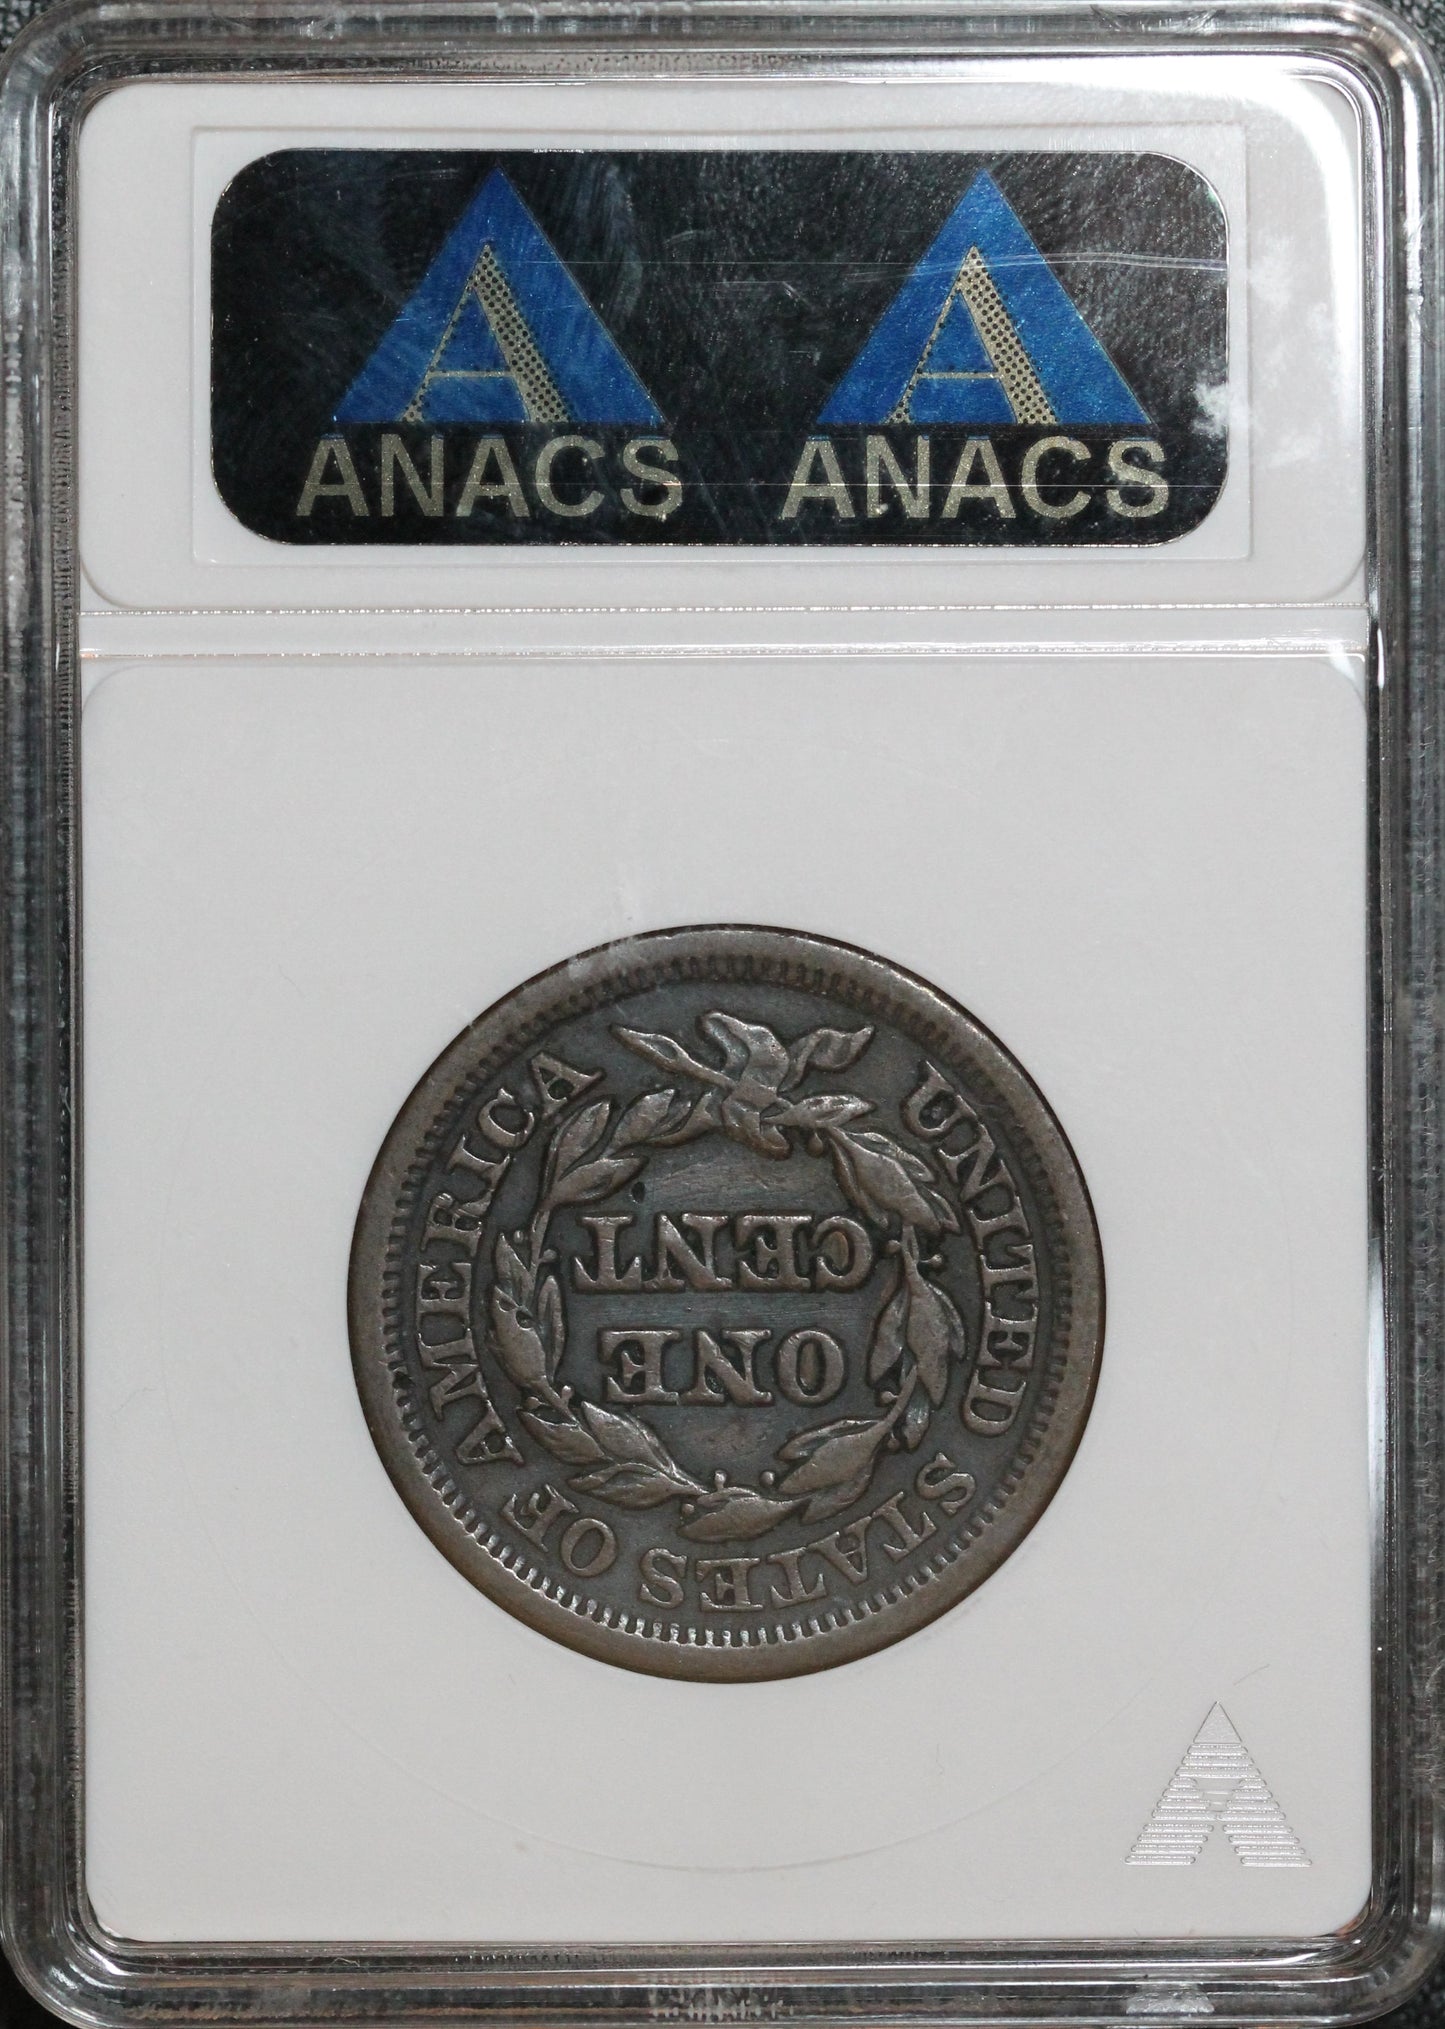 A A
ANACS ANACS
UNITED STATES OF AMERICA
ONE
CENT